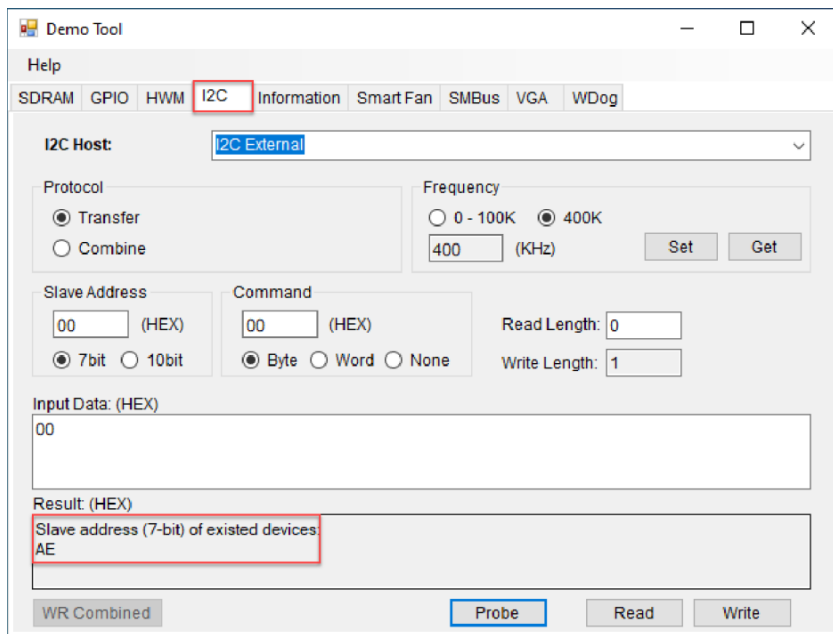 Demo Tool
Help
SDRAM GPIO HWM I2C Information Smart Fan SMBus VGA WDog
I2C Host: I2C External
Protocol
Transfer
Combine
Frequency
0 - 100K 400K
400 (KHz) Set Get
Slave Address
00 (HEX)
7bit 10bit
Command
00 (HEX)
Byte Word None
Read Length: 0
Write Length: 1
Input Data: (HEX)
00
Result: (HEX)
Slave address (7-bit) of existed devices:
AE
WR Combined Probe Read Write